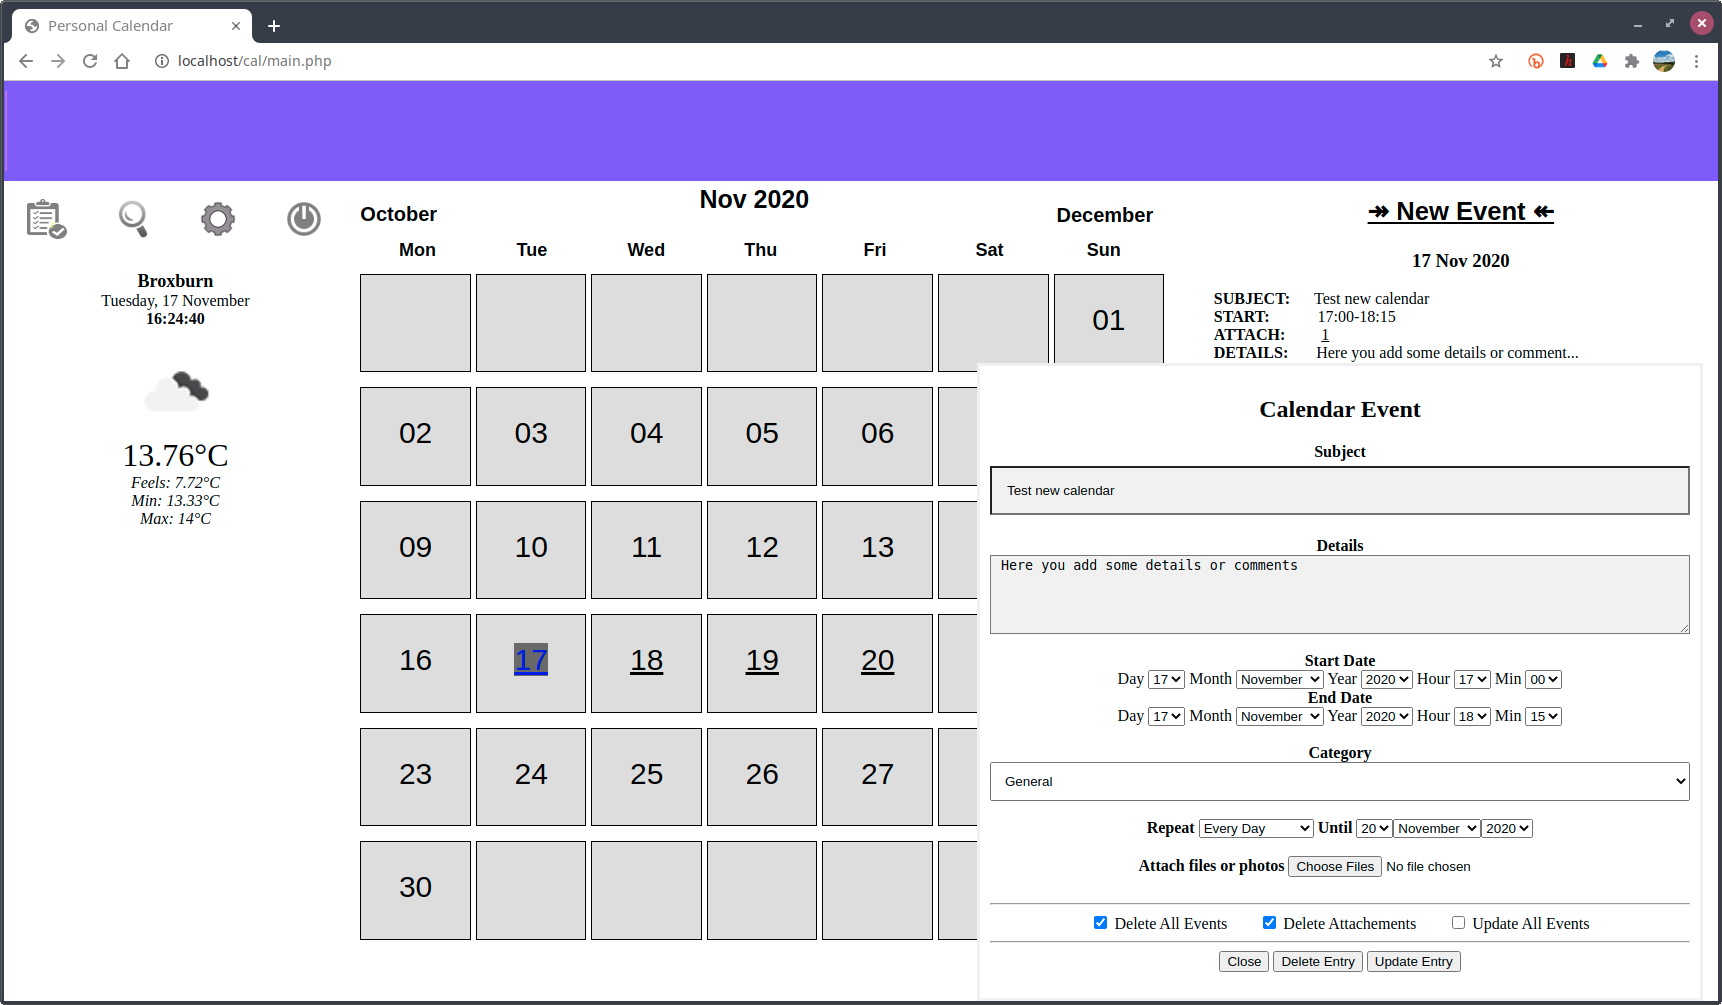 Personal Calendar
localhost/cal/main.php
Nov 2020
October
December
Mon Tue Wed Thu Fri Sat Sun
01
02 03 04 05 06
09 10 11 12 13
16 17 18 19 20
23 24 25 26 27
30
Broxburn
Tuesday, 17 November
16:24:40
13.76°C
Feels: 7.72°C
Min: 13.33°C
Max: 14°C
↠ New Event ↞
17 Nov 2020
SUBJECT: Test new calendar
START: 17:00-18:15
ATTACH: 1
DETAILS: Here you add some details or comment...
Calendar Event
Subject
Test new calendar
Details
Here you add some details or comments
Start Date
Day 17 Month November Year 2020 Hour 17 Min 00
End Date
Day 17 Month November Year 2020 Hour 18 Min 15
Category
General
Repeat Every Day Until 20 November 2020
Attach files or photos Choose Files No file chosen
Delete All Events Delete Attachements Update All Events
Close Delete Entry Update Entry